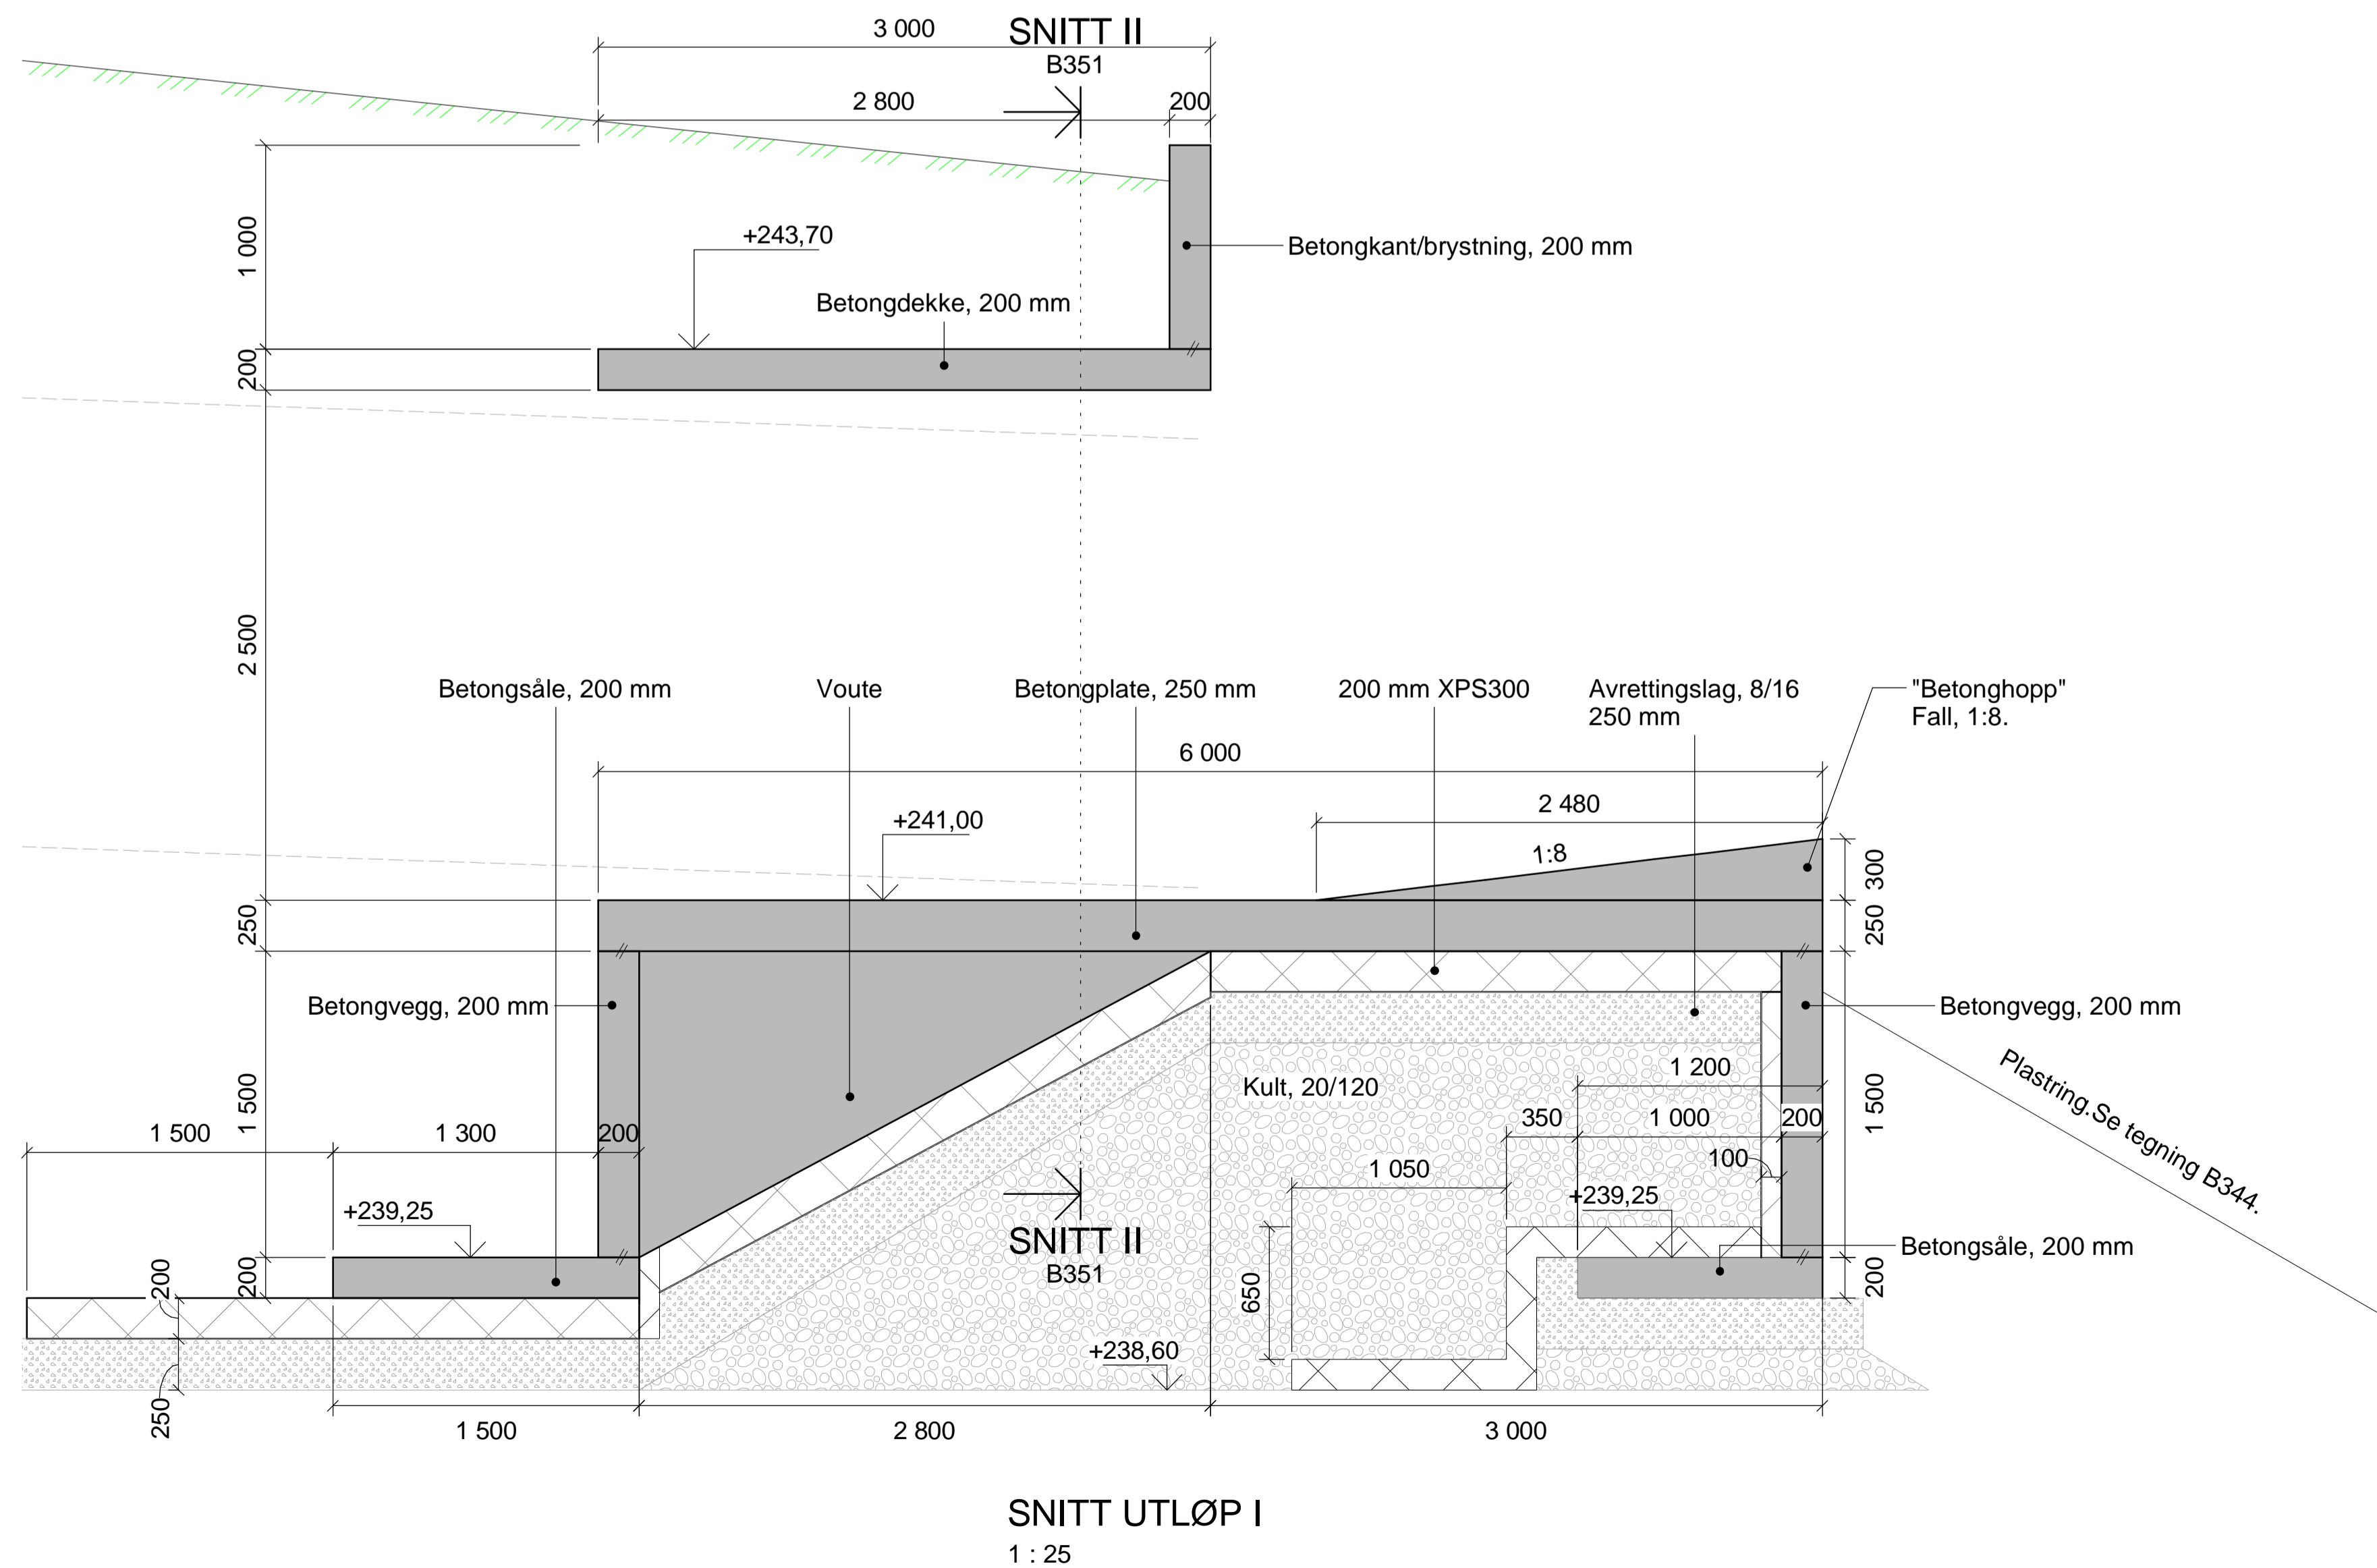 3 000
SNITT II
B351
2 800
200
1 000
+243,70
Betongkant/brystning, 200 mm
Betongdekke, 200 mm
200
2 500
Betongsåle, 200 mm
Voute
Betongplate, 250 mm
200 mm XPS300
Avrettingslag, 8/16
250 mm
"Betonghopp"
Fall, 1:8.
6 000
2 480
+241,00
1:8
300
250
250
Betongvegg, 200 mm
Betongvegg, 200 mm
Plastring.Se tegning B344.
Kult, 20/120
1 200
1 500
1 500
1 500
1 300
200
350
1 000
200
100
1 050
+239,25
+239,25
SNITT II
B351
Betongsåle, 200 mm
200
200
200
650
+238,60
250
1 500
2 800
3 000
SNITT UTLØP I
1 : 25